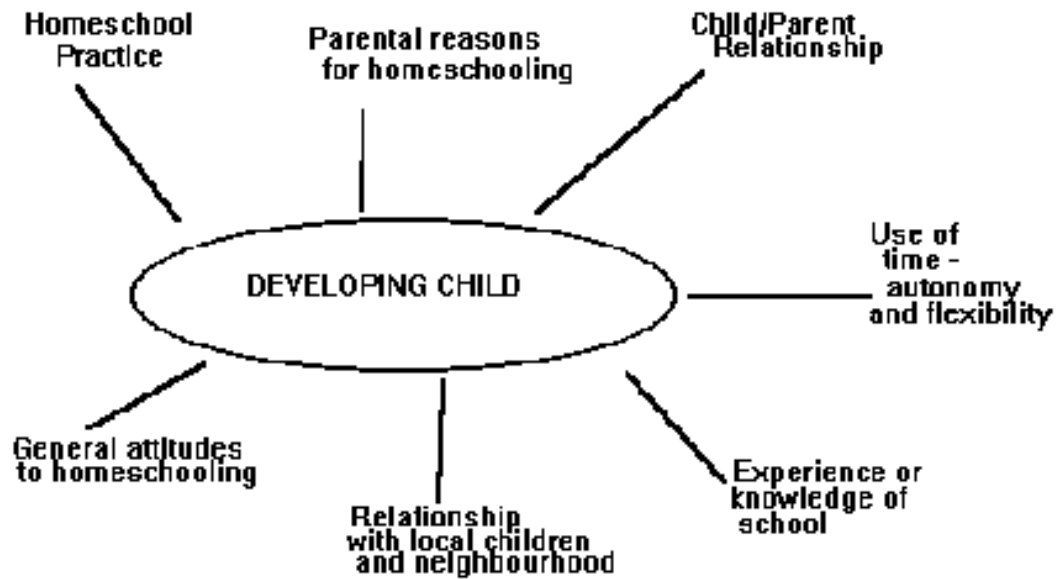 Homeschool
Practice
Parental reasons
for homeschooling
Child/Parent
Relationship
DEVELOPING CHILD
Use of
time -
autonomy
and flexibility
General attitudes
to homeschooling
Relationship
with local children
and neighbourhood
Experience or
knowledge of
school